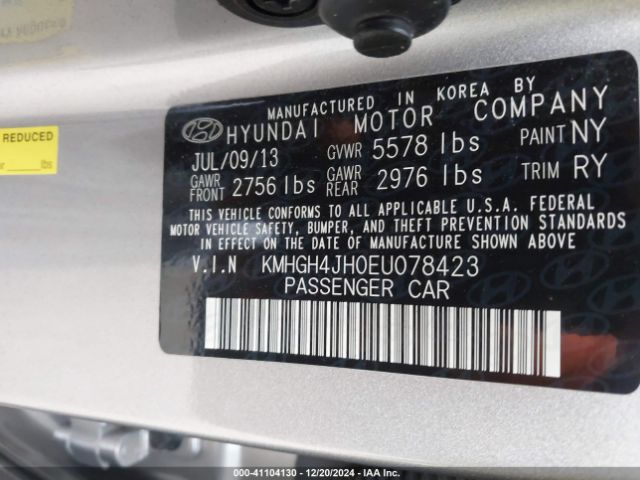 REDUCED
lbs
MANUFACTURED IN KOREA BY
HYUNDAI MOTOR COMPANY
JUL/09/13 GVWR 5578 lbs PAINT NY
GAWR FRONT 2756 lbs GAWR REAR 2976 lbs TRIM RY
THIS VEHICLE CONFORMS TO ALL APPLICABLE U.S.A. FEDERAL
MOTOR VEHICLE SAFETY, BUMPER, AND THEFT PREVENTION STANDARDS
IN EFFECT ON THE DATE OF MANUFACTURE SHOWN ABOVE
V.I.N KMHGH4JH0EU078423
PASSENGER CAR
000-41104130 - 12/20/2024 - IAA Inc.